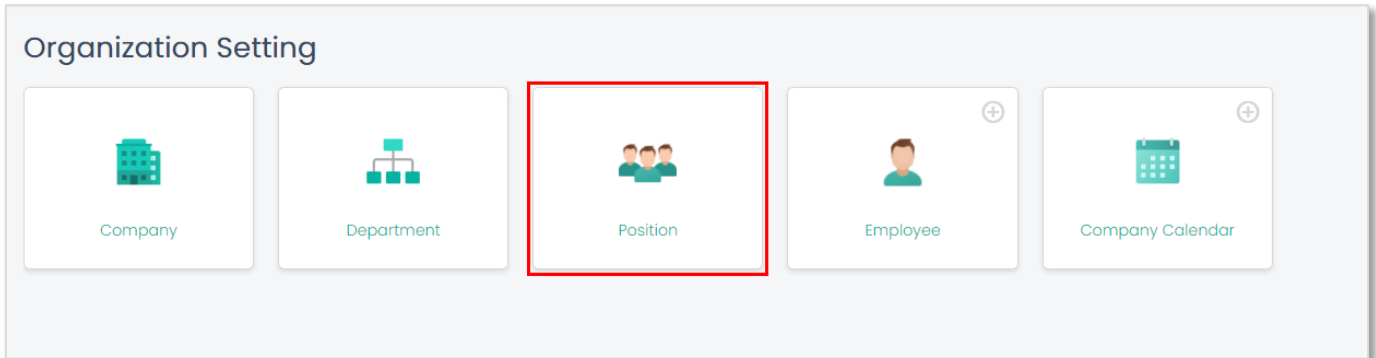 Organization Setting
Company
Department
Position
Employee
Company Calendar